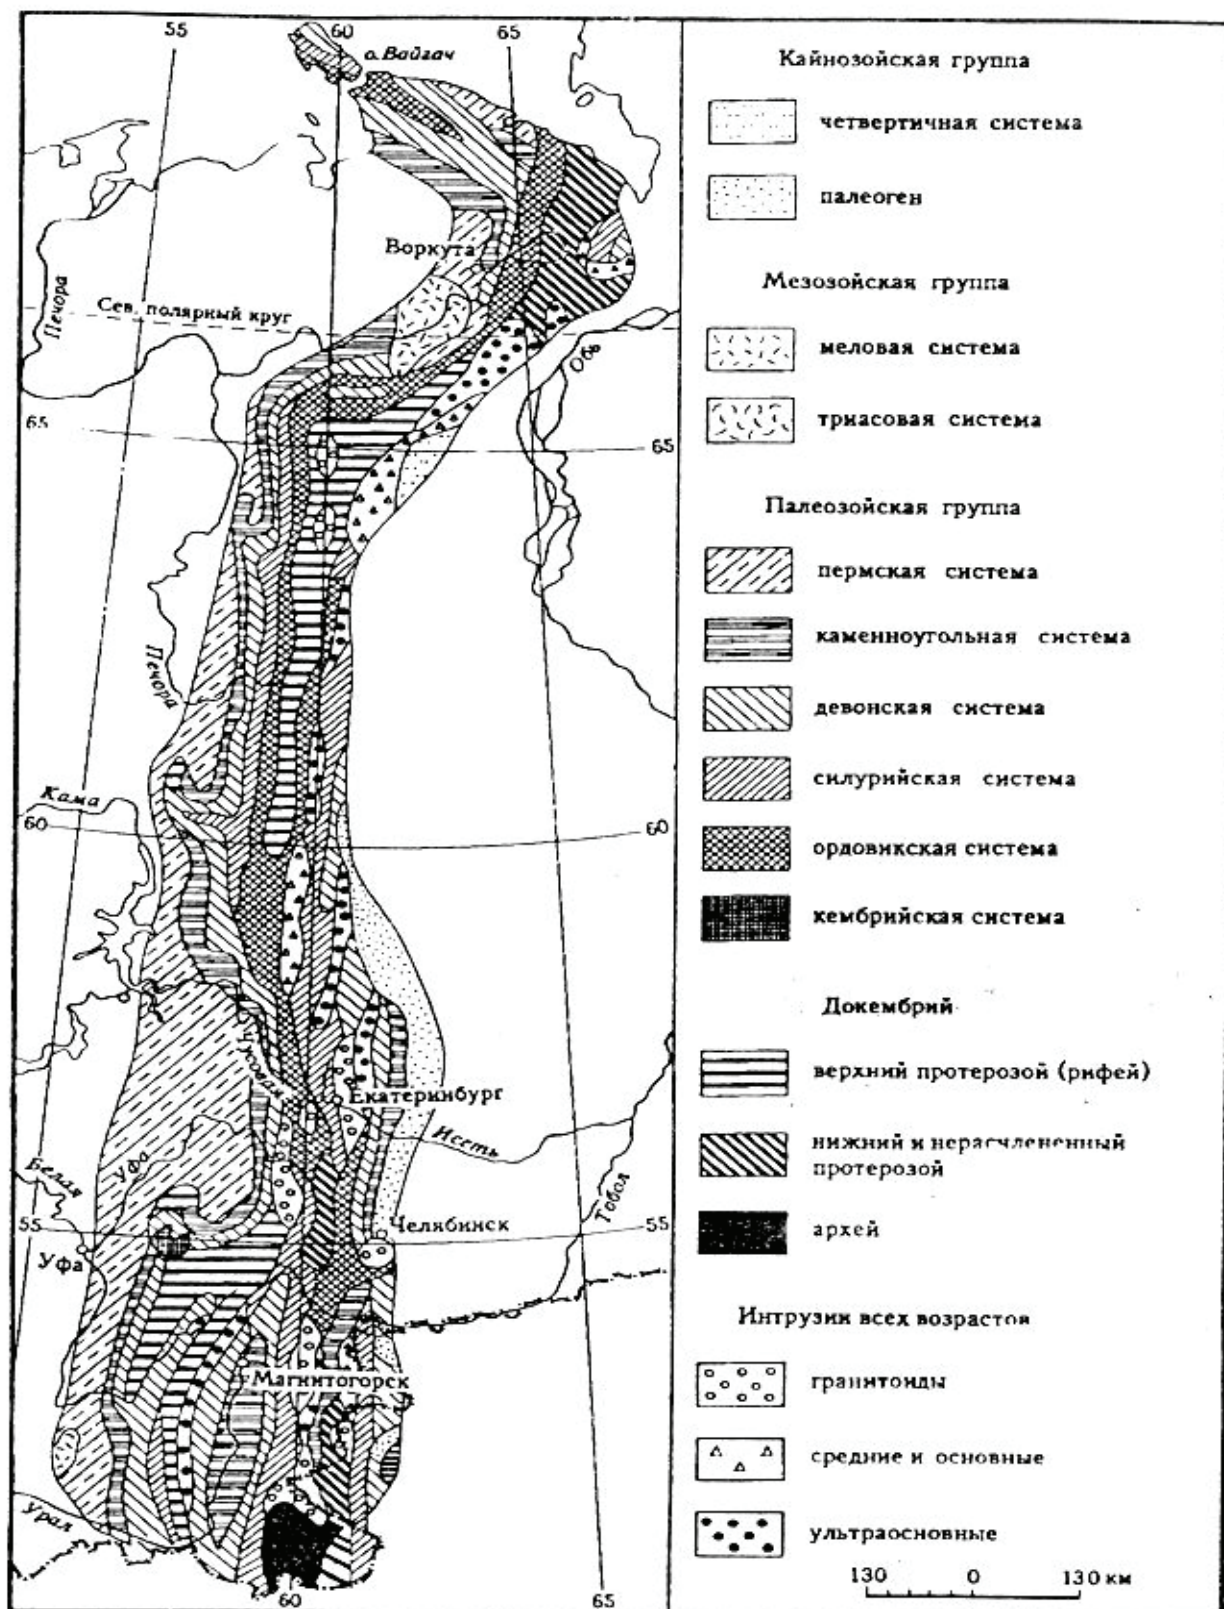 55
60
65
о. Вайгач
Воркута
Сев. полярный круг
Печора
Обь
65
65
Печора
Кама
60
60
Чусовая
Екатеринбург
Исеть
Белая
Уфа
Тобол
Челябинск
55
55
Уфа
Магнитогорск
Урал
60
65
Кайнозойская группа
четвертичная система
палеоген
Мезозойская группа
меловая система
триасовая система
Палеозойская группа
пермская система
каменноугольная система
девонская система
силурийская система
ордовикская система
кембрийская система
Докембрий
верхний протерозой (рифей)
нижний и нерасчлененный
протерозой
архей
Интрузии всех возрастов
гранитоиды
средние и основные
ультраосновные
130 0 130 км